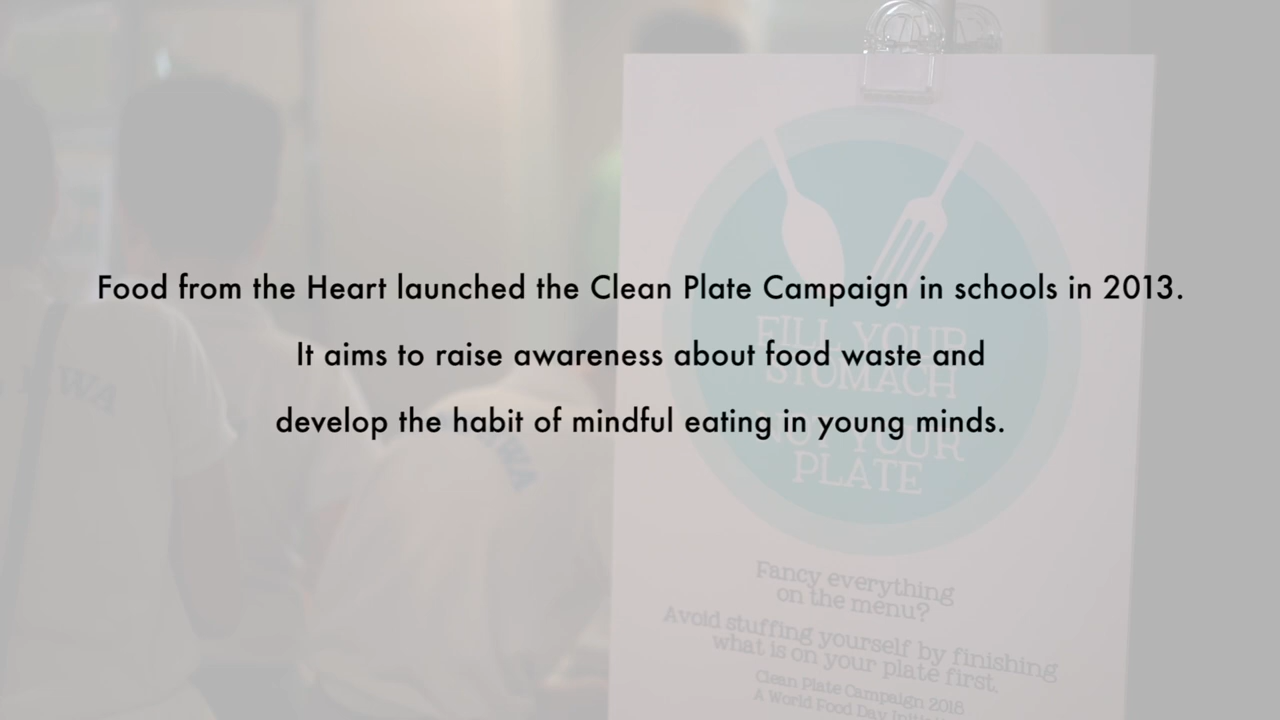 Food from the Heart launched the Clean Plate Campaign in schools in 2013.
It aims to raise awareness about food waste and
develop the habit of mindful eating in young minds.
FILL YOUR
STOMACH
NOT YOUR
PLATE
Fancy everything
on the menu?
Avoid stuffing yourself by finishing
what is on your plate first.
Clean Plate Campaign 2018
A World Food Day